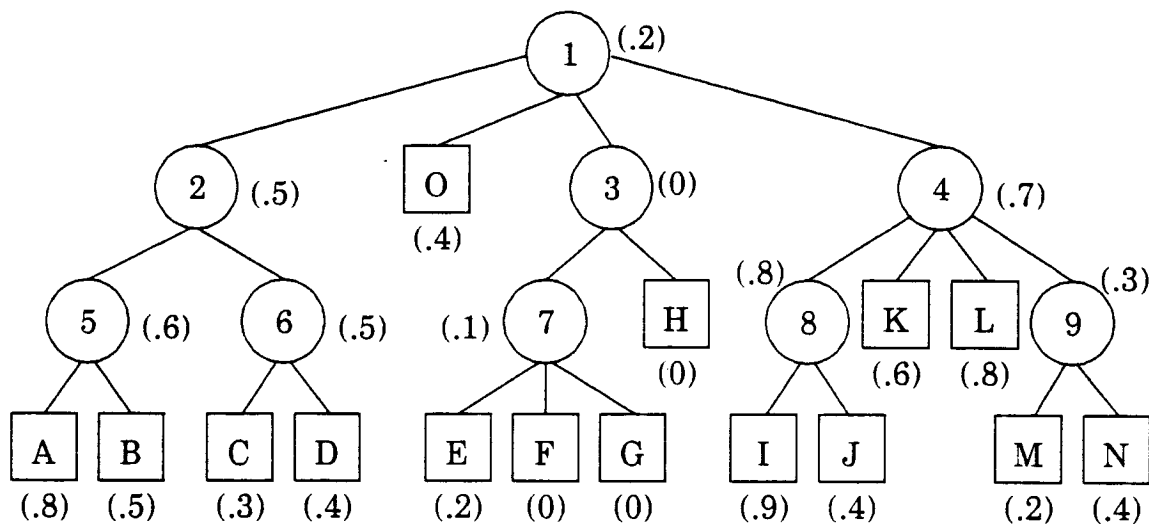 1 (.2)
2 (.5) O 3 (0) 4 (.7)
(.4)
(.8) (.3)
5 (.6) 6 (.5) (.1) 7 H 8 K L 9
(0) (.6) (.8)
A B C D E F G I J M N
(.8) (.5) (.3) (.4) (.2) (0) (0) (.9) (.4) (.2) (.4)